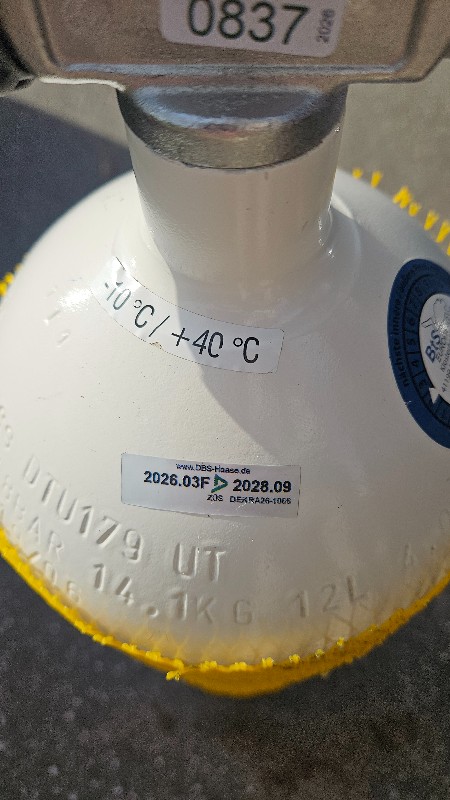 0837
2026
-10 °C / +40 °C
www.DBS-Haase.de
2026.03F 2028.09
ZÜS DEKRA26-1066
DTU179 UT
14.1KG 12L